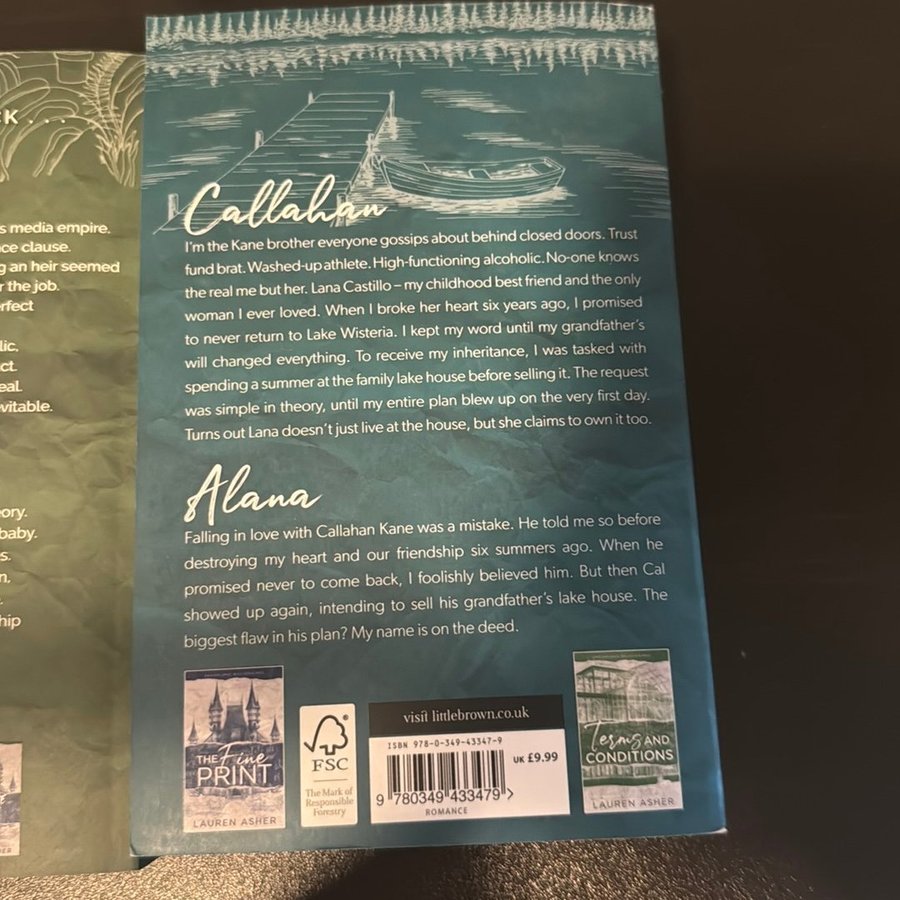 CK . . .
s media empire.
ce clause.
g an heir seemed
r the job.
rfect
lic,
ct.
eal.
vitable.
ory.
baby.
s.
n,
ship
Callahan
I'm the Kane brother everyone gossips about behind closed doors. Trust
fund brat. Washed-up athlete. High-functioning alcoholic. No-one knows
the real me but her. Lana Castillo – my childhood best friend and the only
woman I ever loved. When I broke her heart six years ago, I promised
to never return to Lake Wisteria. I kept my word until my grandfather's
will changed everything. To receive my inheritance, I was tasked with
spending a summer at the family lake house before selling it. The request
was simple in theory, until my entire plan blew up on the very first day.
Turns out Lana doesn't just live at the house, but she claims to own it too.
Alana
Falling in love with Callahan Kane was a mistake. He told me so before
destroying my heart and our friendship six summers ago. When he
promised never to come back, I foolishly believed him. But then Cal
showed up again, intending to sell his grandfather's lake house. The
biggest flaw in his plan? My name is on the deed.
THE Fine
PRINT
LAUREN ASHER
FSC
The Mark of
Responsible
Forestry
visit littlebrown.co.uk
ISBN 978-0-349-43347-9
UK £9.99
9 780349 433479 >
ROMANCE
Terms AND
CONDITIONS
LAUREN ASHER